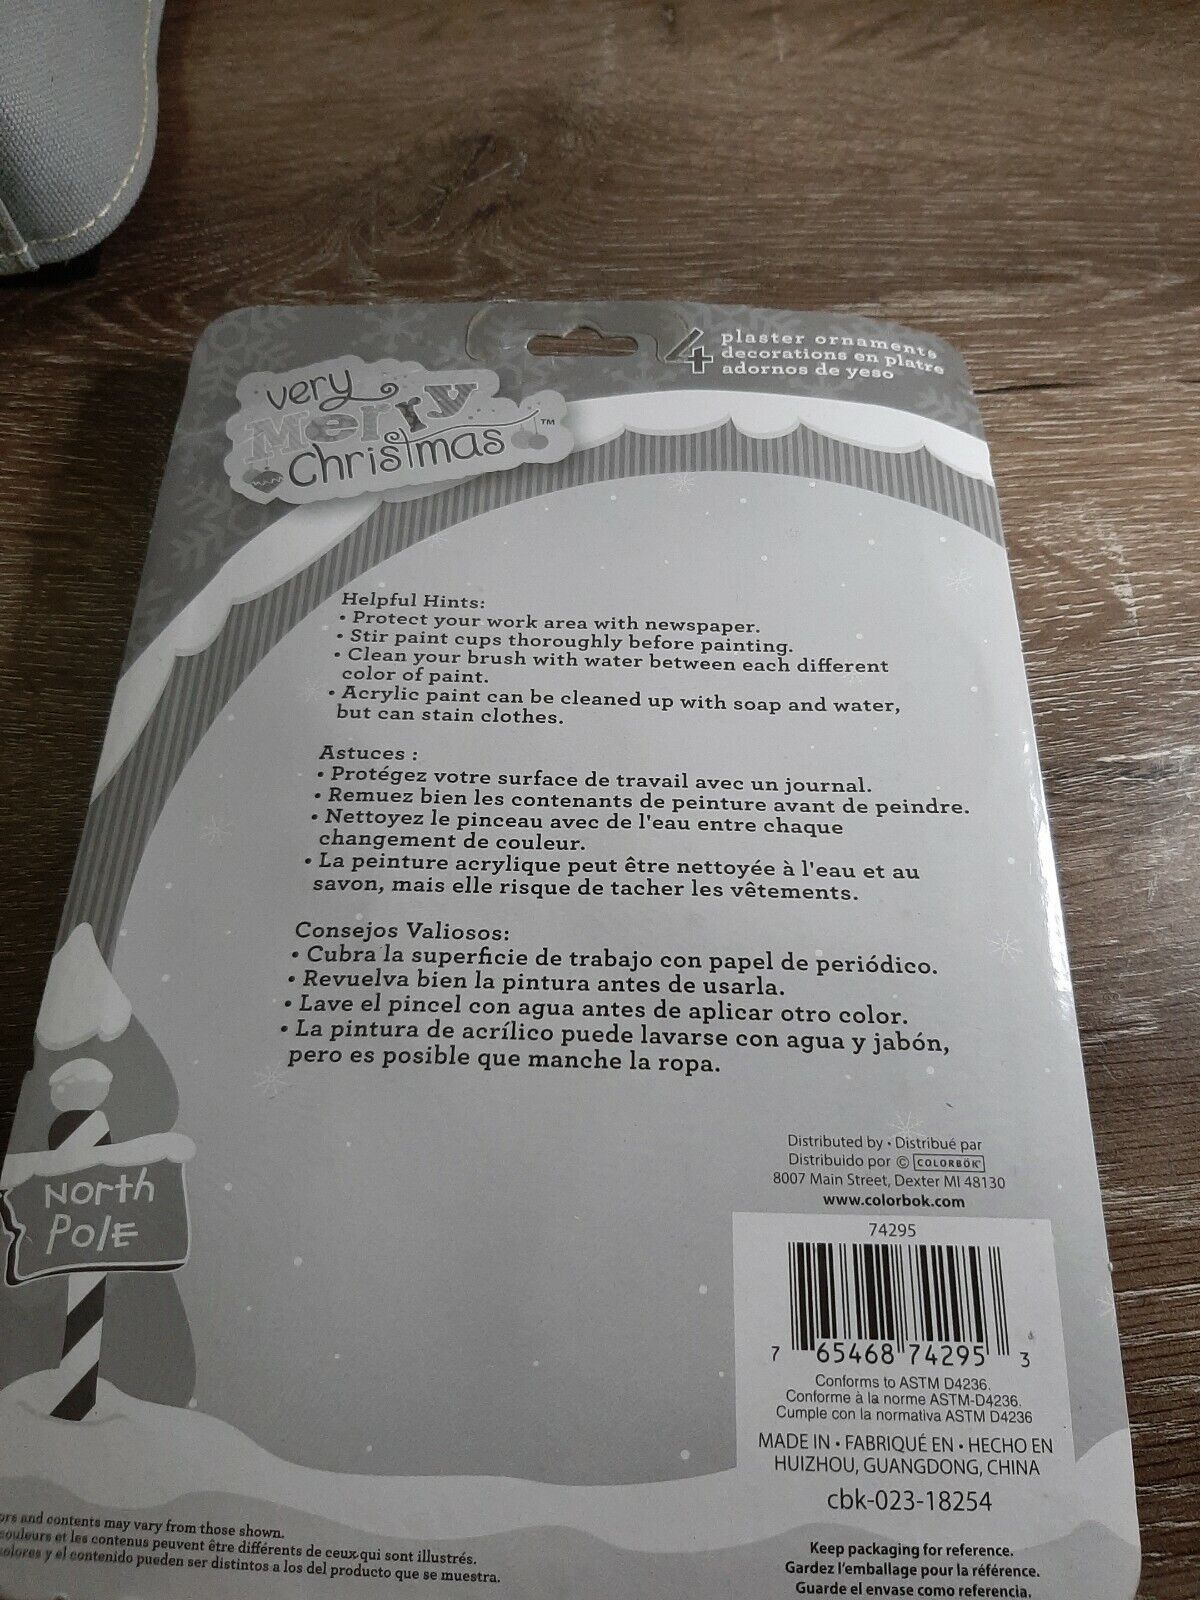 very
Merry
Christmas™
4 plaster ornaments
decorations en platre
adornos de yeso
Helpful Hints:
• Protect your work area with newspaper.
• Stir paint cups thoroughly before painting.
• Clean your brush with water between each different
color of paint.
• Acrylic paint can be cleaned up with soap and water,
but can stain clothes.
Astuces :
• Protégez votre surface de travail avec un journal.
• Remuez bien les contenants de peinture avant de peindre.
• Nettoyez le pinceau avec de l'eau entre chaque
changement de couleur.
• La peinture acrylique peut être nettoyée à l'eau et au
savon, mais elle risque de tacher les vêtements.
Consejos Valiosos:
• Cubra la superficie de trabajo con papel de periódico.
• Revuelva bien la pintura antes de usarla.
• Lave el pincel con agua antes de aplicar otro color.
• La pintura de acrílico puede lavarse con agua y jabón,
pero es posible que manche la ropa.
North
Pole
Distributed by • Distribué par
Distribuido por © COLORBÖK
8007 Main Street, Dexter MI 48130
www.colorbok.com
74295
7 65468 74295 3
Conforms to ASTM D4236.
Conforme à la norme ASTM-D4236.
Cumple con la normativa ASTM D4236
MADE IN • FABRIQUÉ EN • HECHO EN
HUIZHOU, GUANGDONG, CHINA
cbk-023-18254
Keep packaging for reference.
Gardez l'emballage pour la référence.
Guarde el envase como referencia.
and contents may vary from those shown.
et les contenus peuvent être différents de ceux qui sont illustrés.
y el contenido pueden ser distintos a los del producto que se muestra.